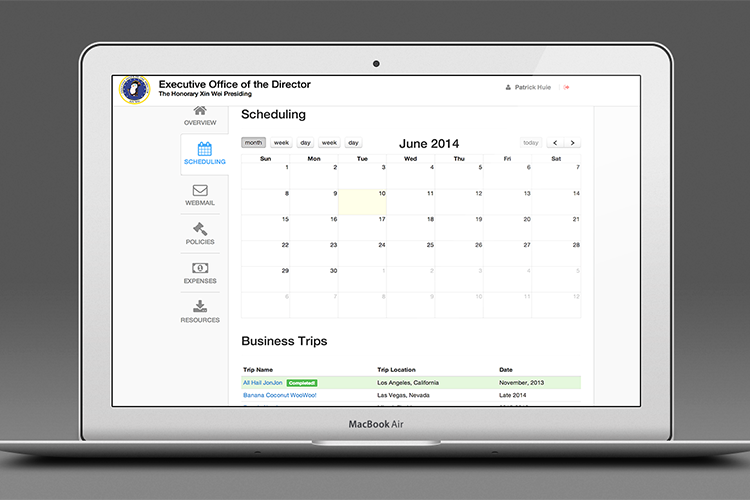 Executive Office of the Director
The Honorary Xin Wei Presiding
Patrick Huie
OVERVIEW
SCHEDULING
WEBMAIL
POLICIES
EXPENSES
RESOURCES
Scheduling
month week day week day
June 2014
today
Sun Mon Tue Wed Thu Fri Sat
1 2 3 4 5 6 7
8 9 10 11 12 13 14
15 16 17 18 19 20 21
22 23 24 25 26 27 28
29 30 1 2 3 4 5
6 7 8 9 10 11 12
Business Trips
Trip Name Trip Location Date
All Hail JonJon Completed! Los Angeles, California November, 2013
Banana Coconut WooWoo! Las Vegas, Nevada Late 2014
MacBook Air